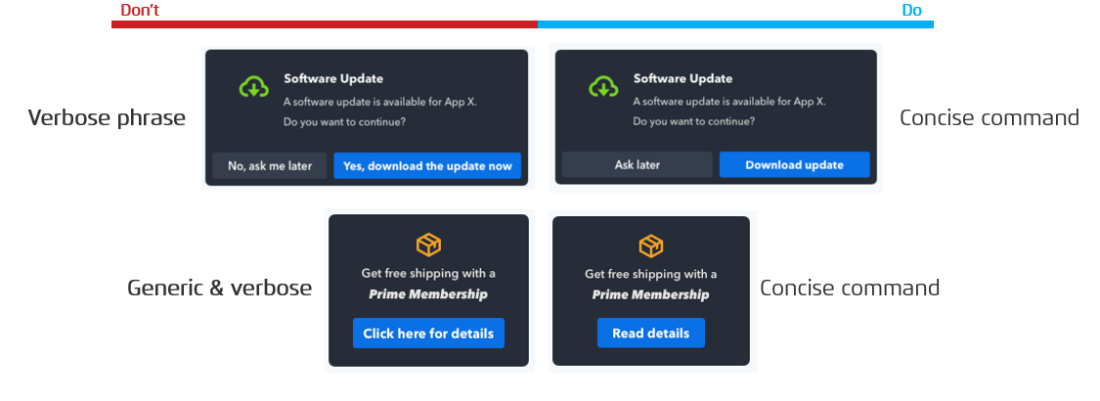 Don't
Do
Verbose phrase
Software Update
A software update is available for App X.
Do you want to continue?
No, ask me later
Yes, download the update now
Software Update
A software update is available for App X.
Do you want to continue?
Ask later
Download update
Concise command
Generic & verbose
Get free shipping with a
Prime Membership
Click here for details
Get free shipping with a
Prime Membership
Read details
Concise command